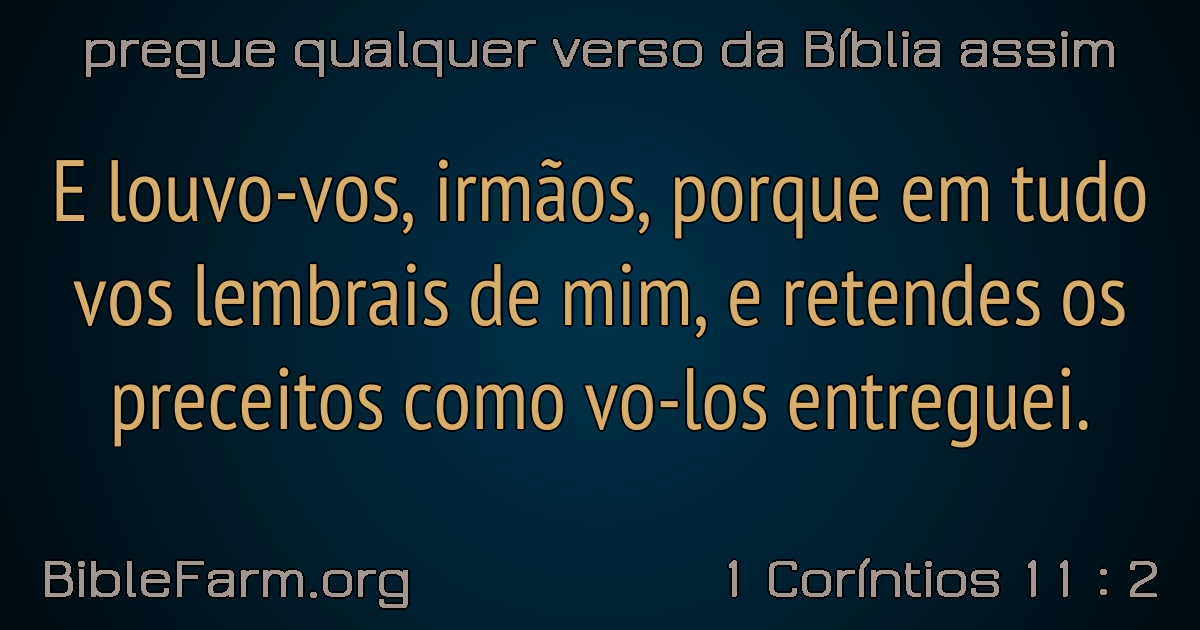 pregue qualquer verso da Bíblia assim
E louvo-vos, irmãos, porque em tudo
vos lembrais de mim, e retendes os
preceitos como vo-los entreguei.
BibleFarm.org
1 Coríntios 11 : 2